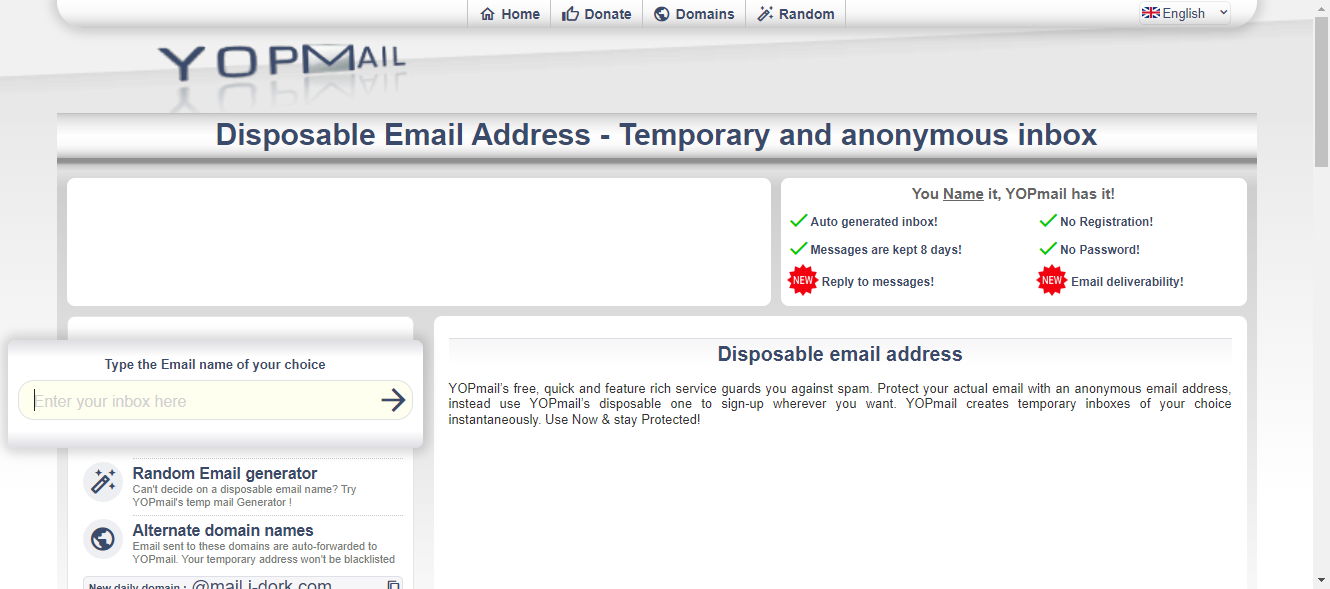 Home
Donate
Domains
Random
English
YOPMAIL
Disposable Email Address - Temporary and anonymous inbox
You Name it, YOPmail has it!
Auto generated inbox!
No Registration!
Messages are kept 8 days!
No Password!
NEW Reply to messages!
NEW Email deliverability!
Type the Email name of your choice
Enter your inbox here
Random Email generator
Can't decide on a disposable email name? Try
YOPmail's temp mail Generator !
Alternate domain names
Email sent to these domains are auto-forwarded to
YOPmail. Your temporary address won't be blacklisted
New daily domain : @mail.i-dork.com
Disposable email address
YOPmail's free, quick and feature rich service guards you against spam. Protect your actual email with an anonymous email address,
instead use YOPmail's disposable one to sign-up wherever you want. YOPmail creates temporary inboxes of your choice
instantaneously. Use Now & stay Protected!